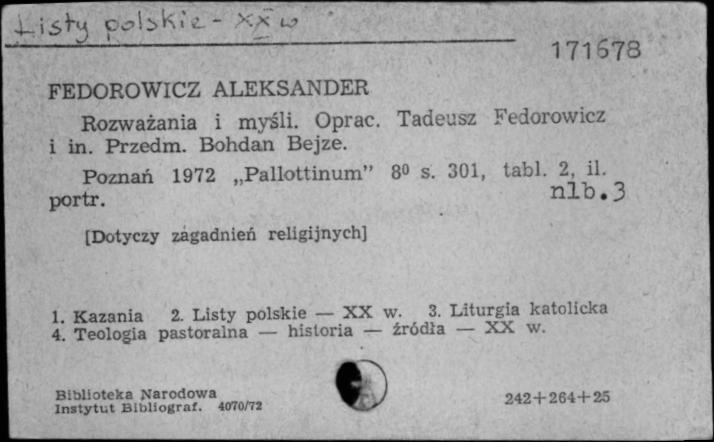 Listy polskie - XX w
171678
FEDOROWICZ ALEKSANDER
Rozważania i myśli. Oprac. Tadeusz Fedorowicz
i in. Przedm. Bohdan Bejze.
Poznań 1972 „Pallottinum” 8⁰ s. 301, tabl. 2, il.
portr. nlb.3
[Dotyczy zagadnień religijnych]
1. Kazania 2. Listy polskie — XX w. 3. Liturgia katolicka
4. Teologia pastoralna — historia — źródła — XX w.
Biblioteka Narodowa
Instytut Bibliograf. 4070/72
242+264+25